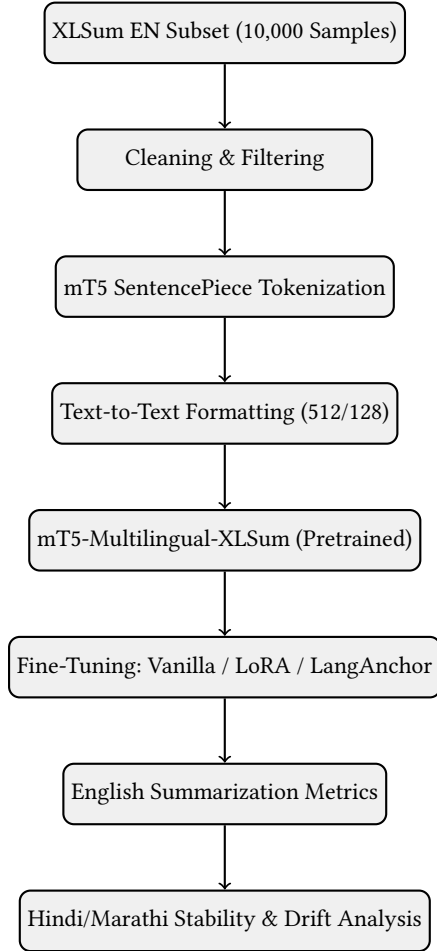 XLSum EN Subset (10,000 Samples)
Cleaning & Filtering
mT5 SentencePiece Tokenization
Text-to-Text Formatting (512/128)
mT5-Multilingual-XLSum (Pretrained)
Fine-Tuning: Vanilla / LoRA / LangAnchor
English Summarization Metrics
Hindi/Marathi Stability & Drift Analysis